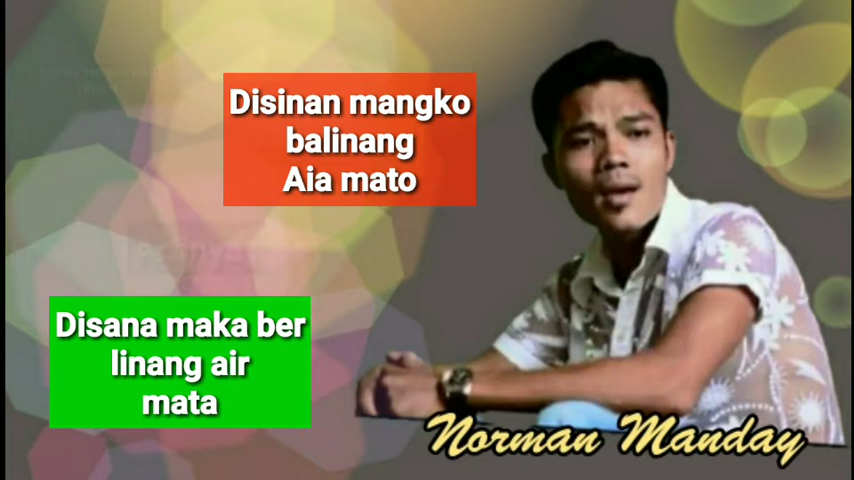 Disinan mangko
balinang
Aia mato
Disana maka ber
linang air
mata
Norman Manday